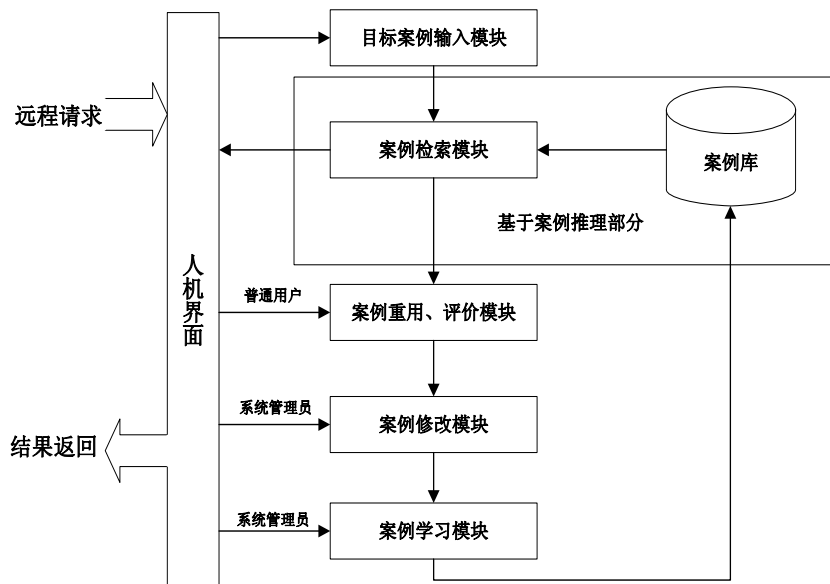 目标案例输入模块
远程请求
案例检索模块
案例库
基于案例推理部分
人机界面
普通用户
案例重用、评价模块
系统管理员
案例修改模块
结果返回
系统管理员
案例学习模块